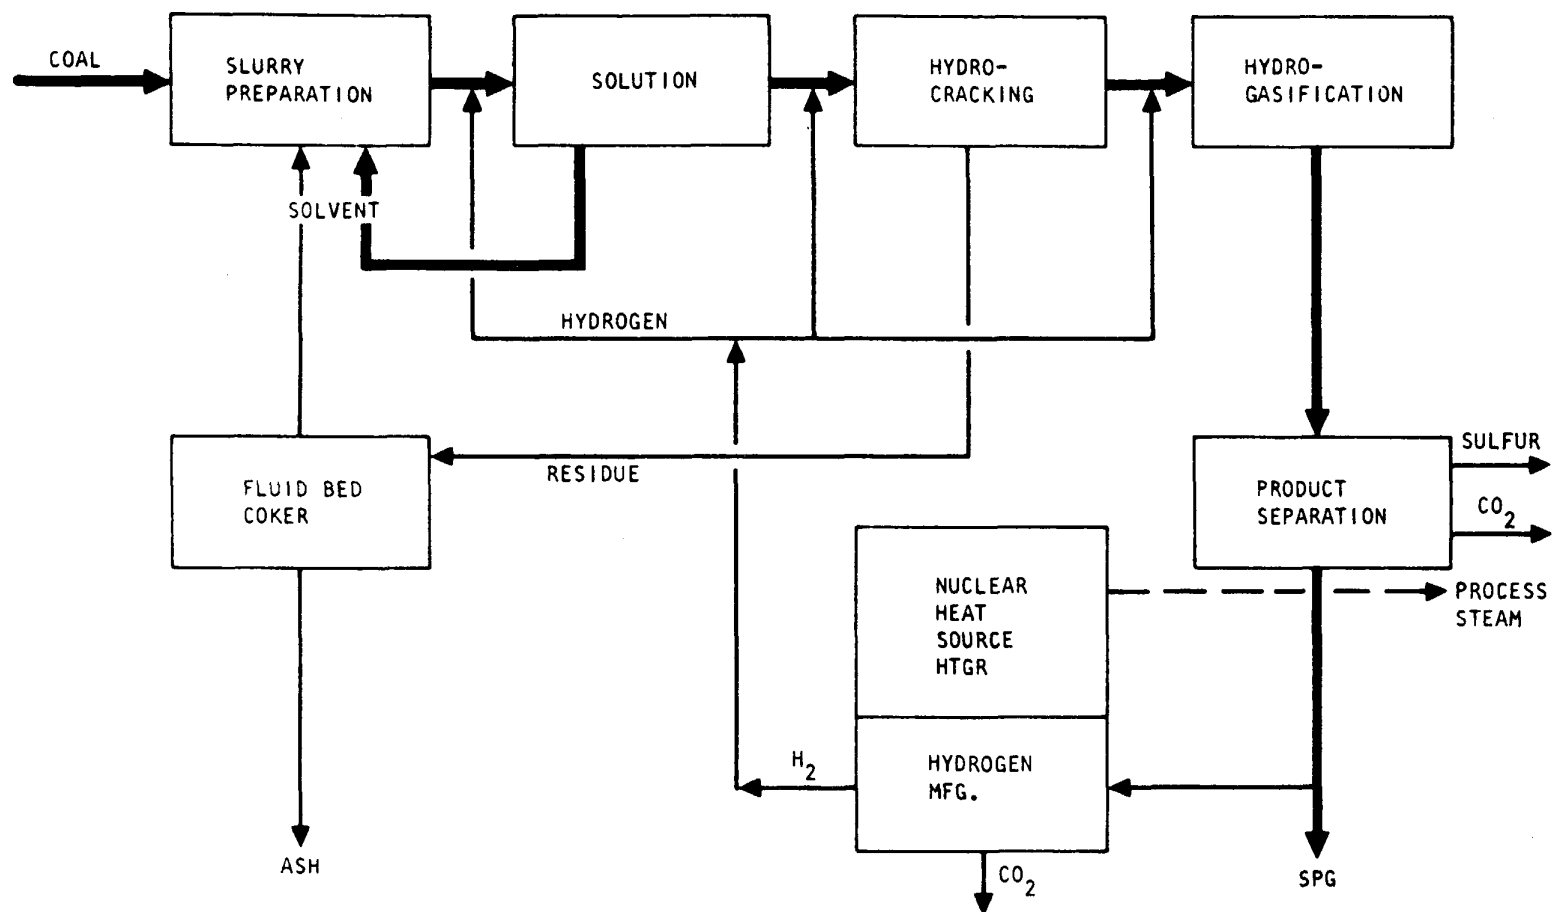 COAL
SLURRY
PREPARATION
SOLUTION
HYDRO-
CRACKING
HYDRO-
GASIFICATION
SOLVENT
HYDROGEN
RESIDUE
FLUID BED
COKER
PRODUCT
SEPARATION
SULFUR
CO2
NUCLEAR
HEAT
SOURCE
HTGR
PROCESS
STEAM
H2
HYDROGEN
MFG.
ASH
CO2
SPG